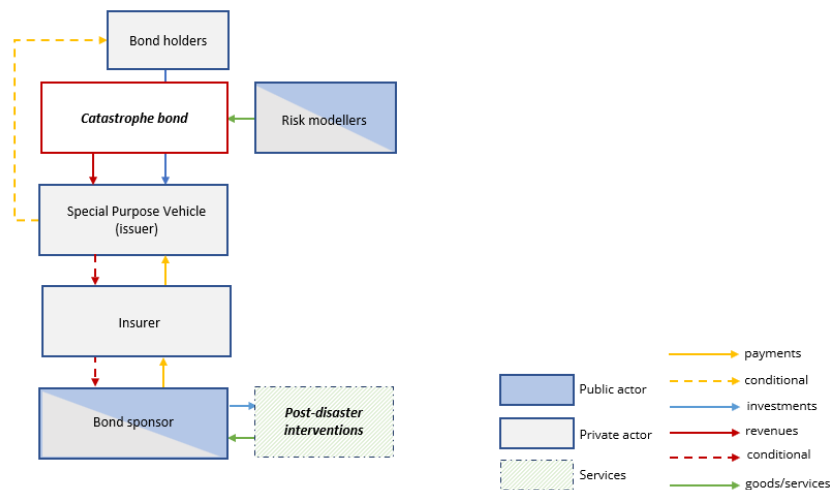 Bond holders
Catastrophe bond
Risk modellers
Special Purpose Vehicle
(issuer)
Insurer
Bond sponsor
Post-disaster
interventions
Public actor
Private actor
Services
payments
conditional
investments
revenues
conditional
goods/services